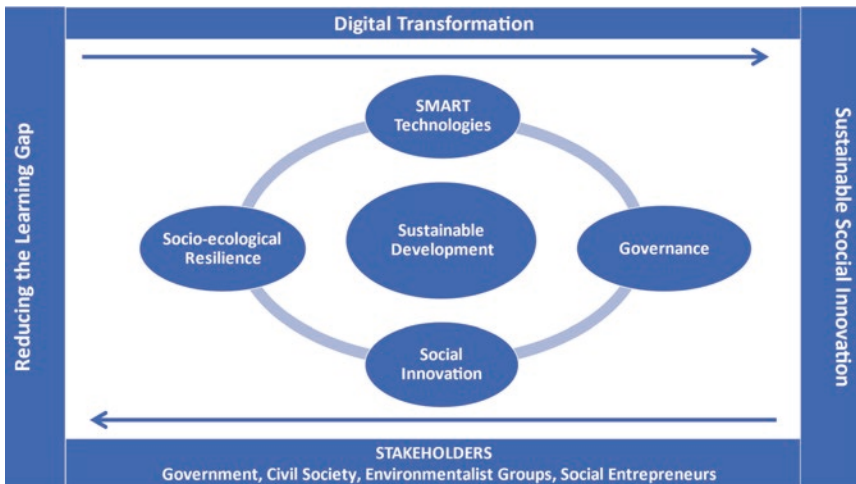 Digital Transformation
Reducing the Learning Gap
SMART
Technologies
Socio-ecological
Resilience
Sustainable
Development
Governance
Social
Innovation
Sustainable Scocial Innovation
STAKEHOLDERS
Government, Civil Society, Environmentalist Groups, Social Entrepreneurs